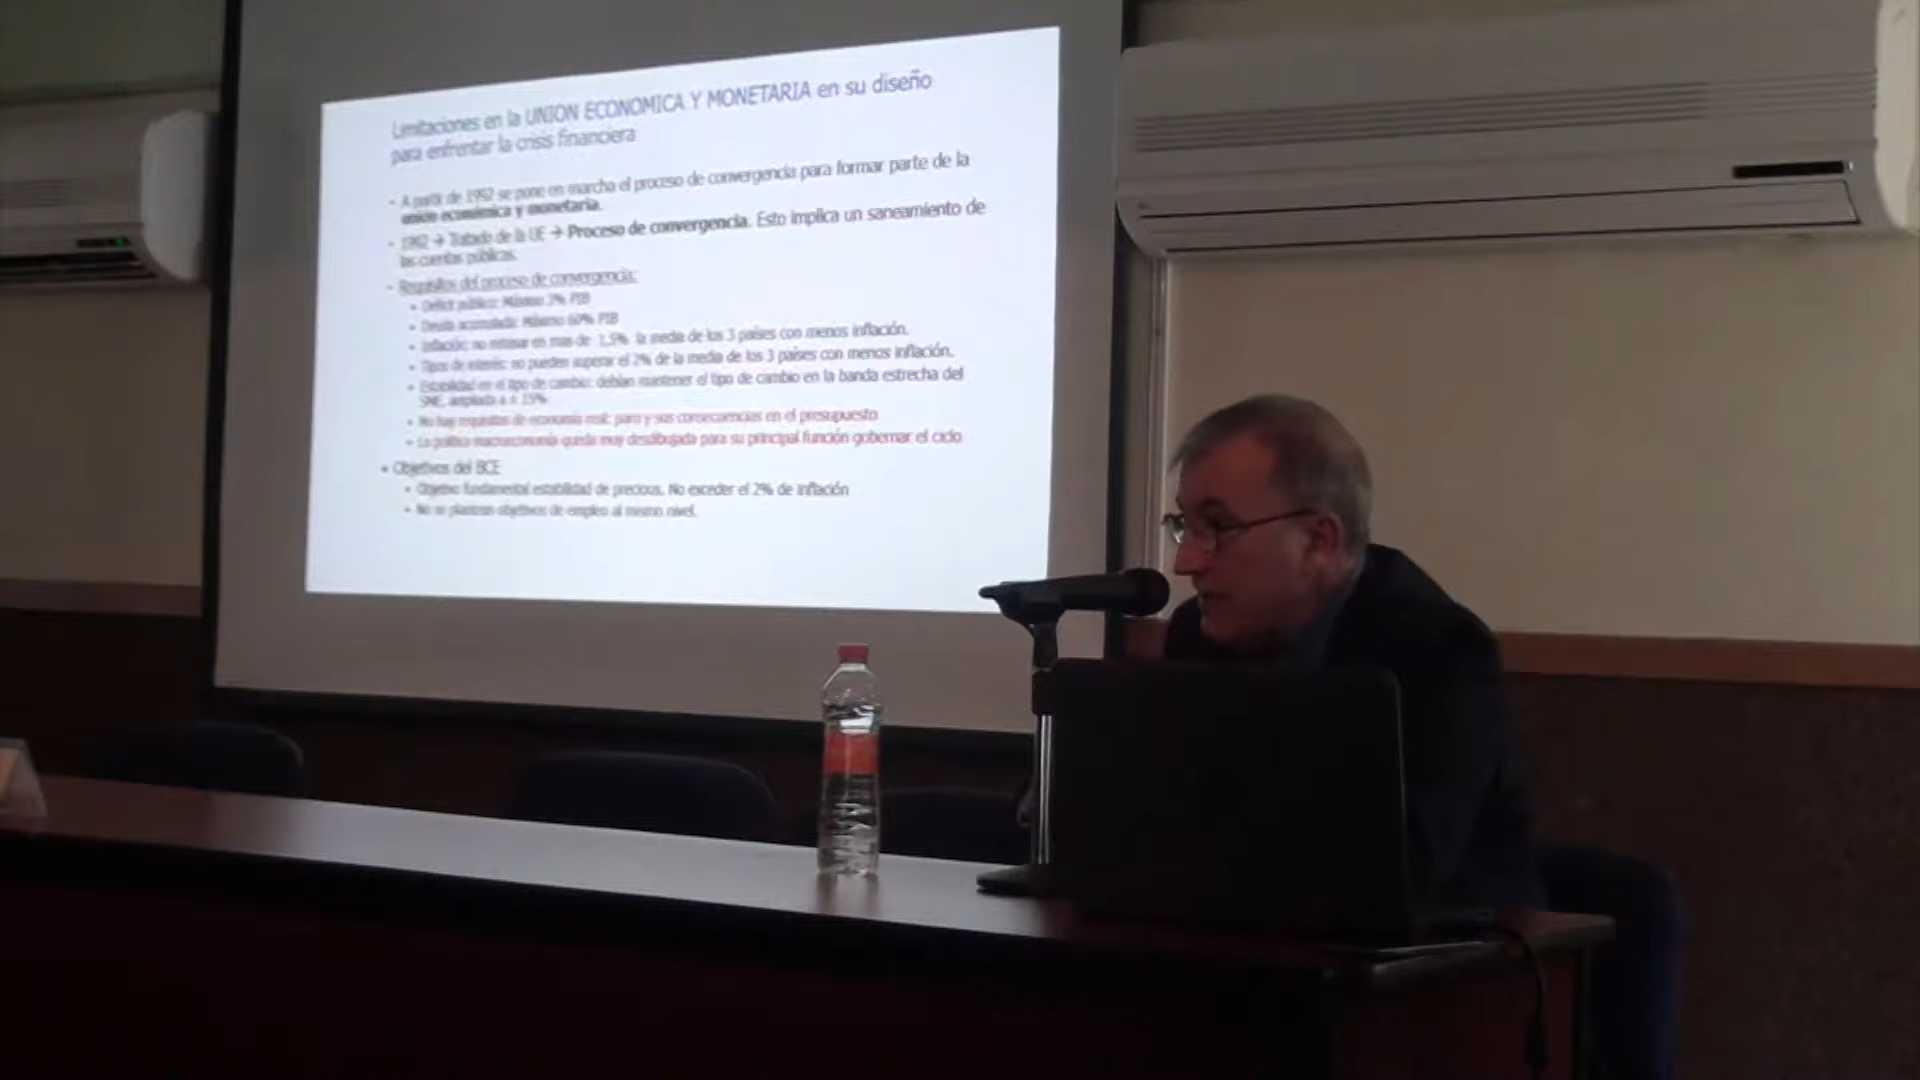 Limitaciones en la UNION ECONOMICA Y MONETARIA en su diseño
para enfrentar la crisis financiera
- A partir de 1992 se pone en marcha el proceso de convergencia para formar parte de la
unión económica y monetaria.
- 1992 → Tratado de la UE → Proceso de convergencia. Esto implica un saneamiento de
las cuentas públicas.
- Requisitos del proceso de convergencia:
• Déficit público: Máximo 3% PIB
• Deuda acumulada: Máximo 60% PIB
• Inflación: no rebasar en mas de 1,5% la media de los 3 países con menos inflación.
• Tipos de interés: no pueden superar el 2% de la media de los 3 países con menos inflación.
• Estabilidad en el tipo de cambio: debían mantener el tipo de cambio en la banda estrecha del
SME, ampliada a ± 15%
• No hay requisitos de economía real: paro y sus consecuencias en el presupuesto
• La política macroeconomía queda muy desdibujada para su principal función gobernar el ciclo
• Objetivos del BCE
• Objetivo fundamental estabilidad de precious. No exceder el 2% de inflación
• No se plantean objetivos de empleo al mismo nivel.